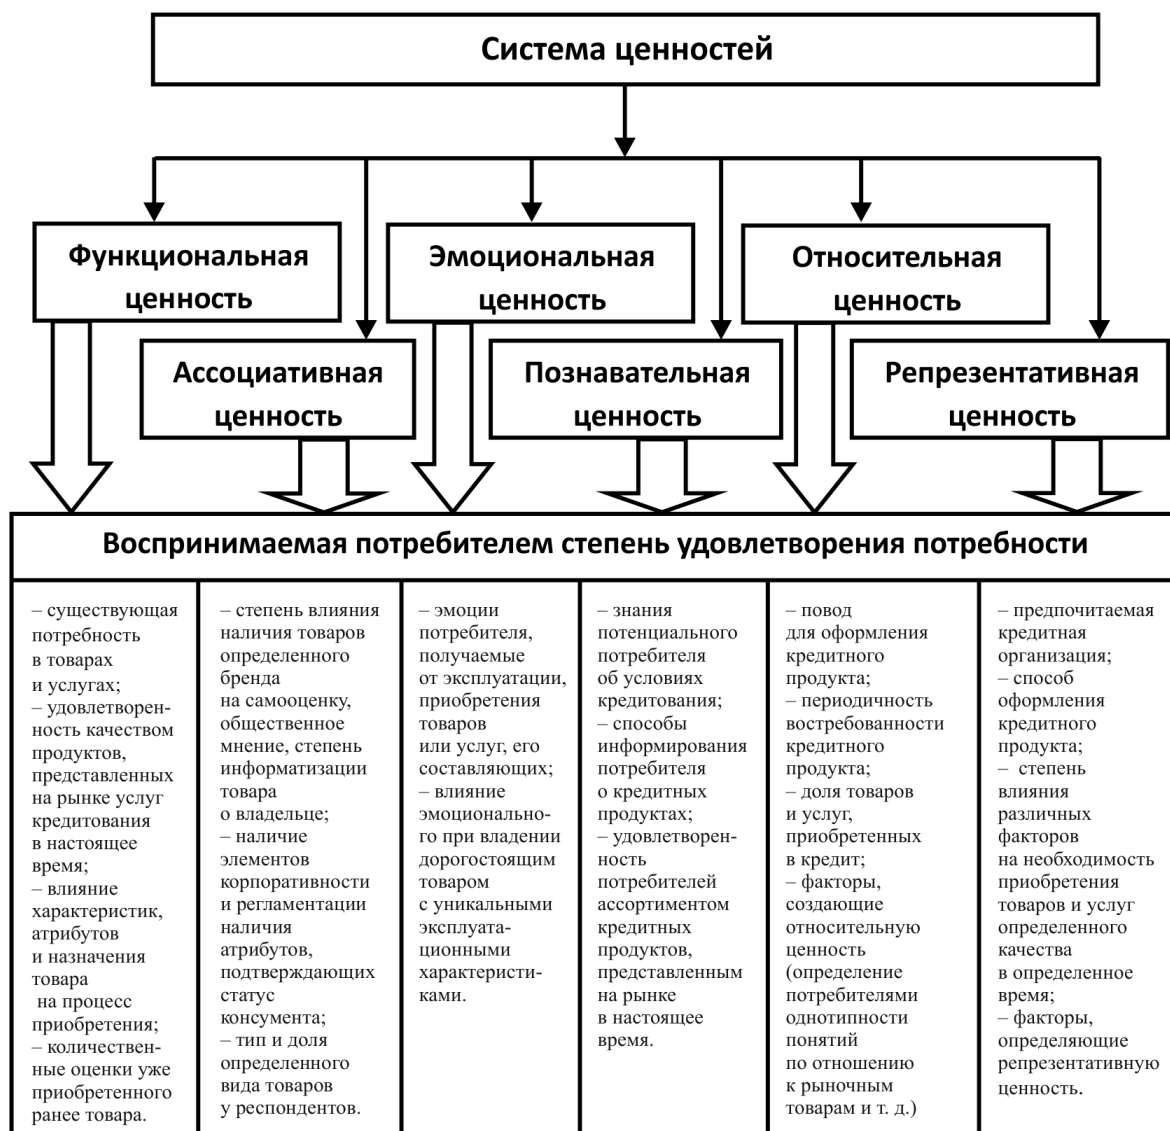 Система ценностей
Функциональная
ценность
Эмоциональная
ценность
Относительная
ценность
Ассоциативная
ценность
Познавательная
ценность
Репрезентативная
ценность
Воспринимаемая потребителем степень удовлетворения потребности
– существующая
потребность
в товарах
и услугах;
– удовлетворен-
ность качеством
продуктов,
представленных
на рынке услуг
кредитования
в настоящее
время;
– влияние
характеристик,
атрибутов
и назначения
товара
на процесс
приобретения;
– количествен-
ные оценки уже
приобретенного
ранее товара.
– степень влияния
наличия товаров
определенного
бренда
на самооценку,
общественное
мнение, степень
информатизации
товара
о владельце;
– наличие
элементов
корпоративности
и регламентации
наличия
атрибутов,
подтверждающих
статус
консумента;
– тип и доля
определенного
вида товаров
у респондентов.
– эмоции
потребителя,
получаемые
от эксплуатации,
приобретения
товаров
или услуг, его
составляющих;
– влияние
эмоционально-
го при владении
дорогостоящим
товаром
с уникальными
эксплуата-
ционными
характеристи-
ками.
– знания
потенциального
потребителя
об условиях
кредитования;
– способы
информирования
потребителя
о кредитных
продуктах;
– удовлетворен-
ность
потребителей
ассортиментом
кредитных
продуктов,
представленным
на рынке
в настоящее
время.
– повод
для оформления
кредитного
продукта;
– периодичность
востребованности
кредитного
продукта;
– доля товаров
и услуг,
приобретенных
в кредит;
– факторы,
создающие
относительную
ценность
(определение
потребителями
однотипности
понятий
по отношению
к рыночным
товарам и т. д.)
– предпочитаемая
кредитная
организация;
– способ
оформления
кредитного
продукта;
– степень
влияния
различных
факторов
на необходимость
приобретения
товаров и услуг
определенного
качества
в определенное
время;
– факторы,
определяющие
репрезентативную
ценность.